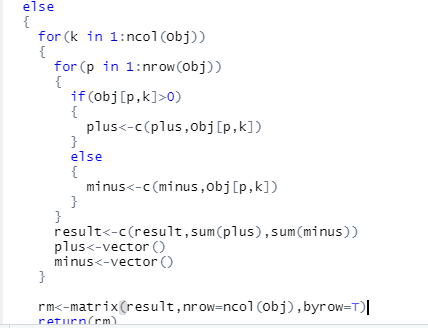 else
{
for(k in 1:ncol(Obj))
{
for(p in 1:nrow(Obj))
{
if(Obj[p,k]>0)
{
plus<-c(plus,Obj[p,k])
}
else
{
minus<-c(minus,Obj[p,k])
}
}
result<-c(result,sum(plus),sum(minus))
plus<-vector()
minus<-vector()
}
rm<-matrix(result,nrow=ncol(Obj),byrow=T)
return(rm)